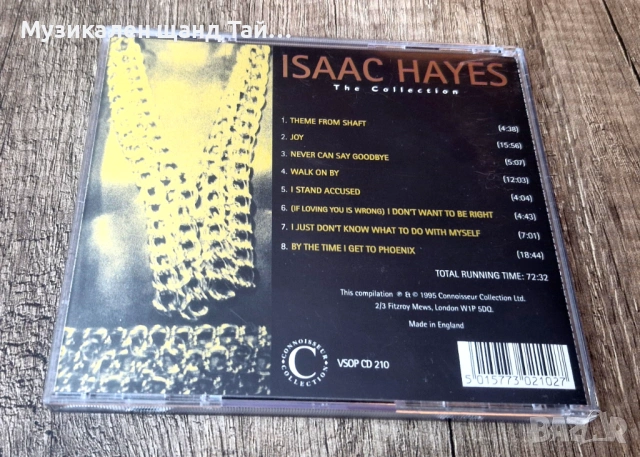 Музикален щанд Тай...
ISAAC HAYES
The Collection
1. THEME FROM SHAFT (4:38)
2. JOY (15:56)
3. NEVER CAN SAY GOODBYE (5:07)
4. WALK ON BY (12:03)
5. I STAND ACCUSED (4:04)
6. (IF LOVING YOU IS WRONG) I DON'T WANT TO BE RIGHT (4:43)
7. I JUST DON'T KNOW WHAT TO DO WITH MYSELF (7:01)
8. BY THE TIME I GET TO PHOENIX (18:44)
TOTAL RUNNING TIME: 72:32
This compilation ℗ & © 1995 Connoisseur Collection Ltd.
2/3 Fitzroy Mews, London W1P 5DQ.
Made in England
CONNOISSEUR
C
COLLECTION
VSOP CD 210
5 015773 021027